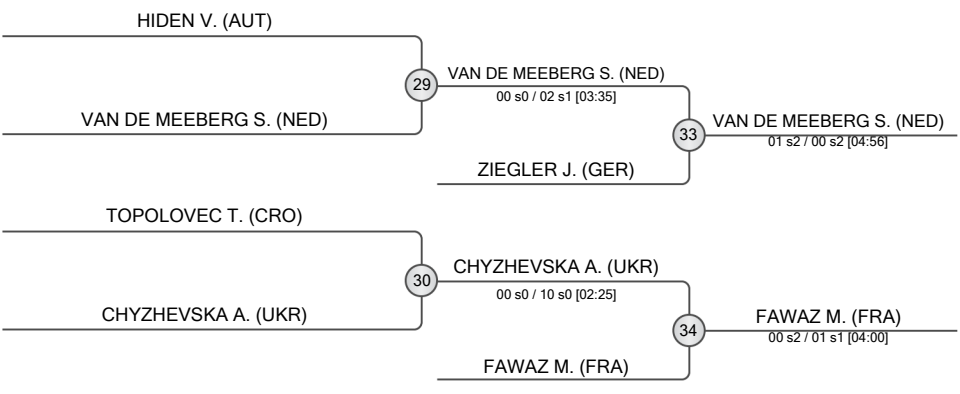 HIDEN V. (AUT)
29
VAN DE MEEBERG S. (NED)
00 s0 / 02 s1 [03:35]
VAN DE MEEBERG S. (NED)
33
VAN DE MEEBERG S. (NED)
01 s2 / 00 s2 [04:56]
ZIEGLER J. (GER)
TOPOLOVEC T. (CRO)
30
CHYZHEVSKA A. (UKR)
00 s0 / 10 s0 [02:25]
CHYZHEVSKA A. (UKR)
34
FAWAZ M. (FRA)
00 s2 / 01 s1 [04:00]
FAWAZ M. (FRA)